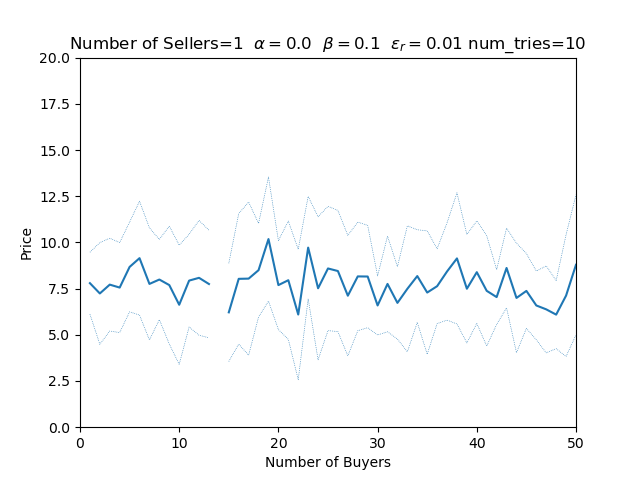 Number of Sellers=1 α = 0.0 β = 0.1 εr = 0.01 num_tries=10
20.0
17.5
15.0
12.5
10.0
7.5
5.0
2.5
0.0
Price
0 10 20 30 40 50
Number of Buyers